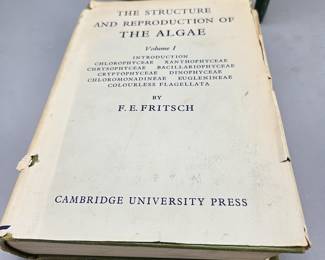 THE STRUCTURE
AND REPRODUCTION OF
THE ALGAE
Volume I
INTRODUCTION
CHLOROPHYCEAE XANTHOPHYCEAE
CHRYSOPHYCEAE BACILLARIOPHYCEAE
CRYPTOPHYCEAE DINOPHYCEAE
CHLOROMONADINEAE EUGLENINEAE
COLOURLESS FLAGELLATA
BY
F. E. FRITSCH
CAMBRIDGE UNIVERSITY PRESS